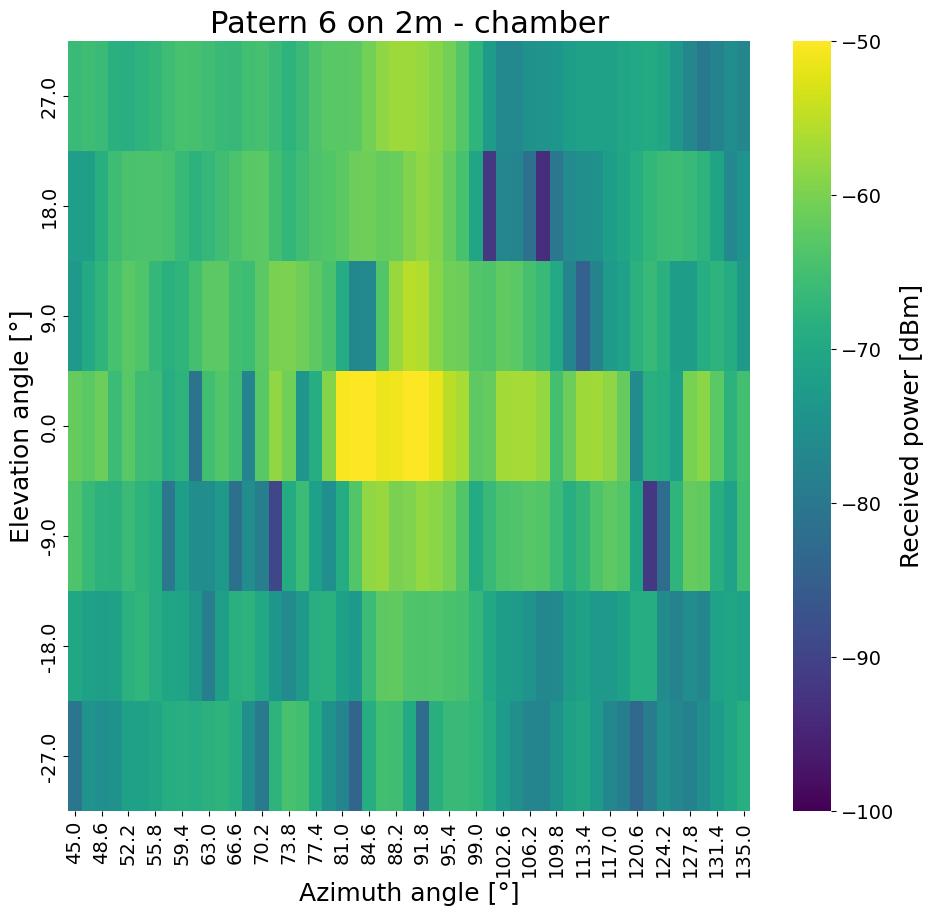 Patern 6 on 2m - chamber
Elevation angle [°]
27.0
18.0
9.0
0.0
-9.0
-18.0
-27.0
45.0 48.6 52.2 55.8 59.4 63.0 66.6 70.2 73.8 77.4 81.0 84.6 88.2 91.8 95.4 99.0 102.6 106.2 109.8 113.4 117.0 120.6 124.2 127.8 131.4 135.0
Azimuth angle [°]
−50
−60
−70
−80
−90
−100
Received power [dBm]